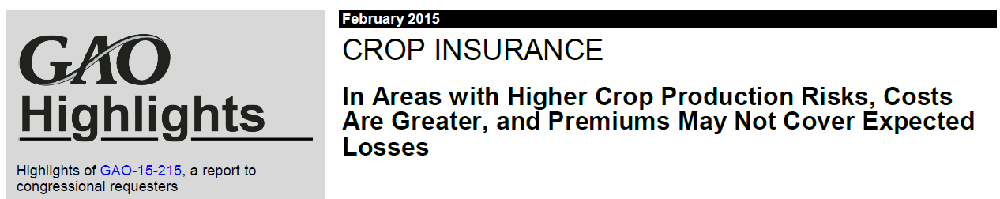 GAO
Highlights
Highlights of GAO-15-215, a report to
congressional requesters
February 2015
CROP INSURANCE
In Areas with Higher Crop Production Risks, Costs
Are Greater, and Premiums May Not Cover Expected
Losses